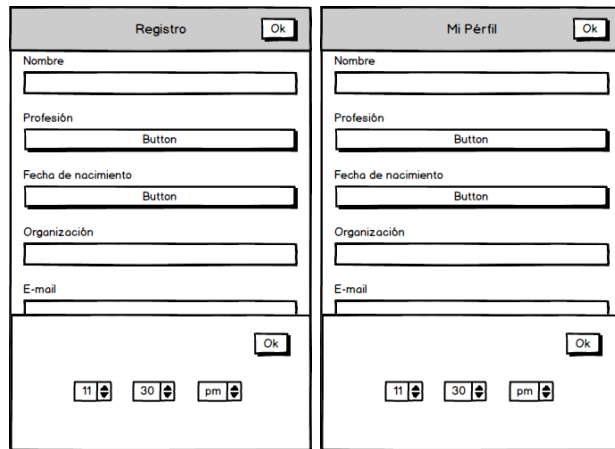 Registro
Ok
Nombre
Profesión
Button
Fecha de nacimiento
Button
Organización
E-mail
Ok
11
30
pm
Mi Pérfil
Ok
Nombre
Profesión
Button
Fecha de nacimiento
Button
Organización
E-mail
Ok
11
30
pm